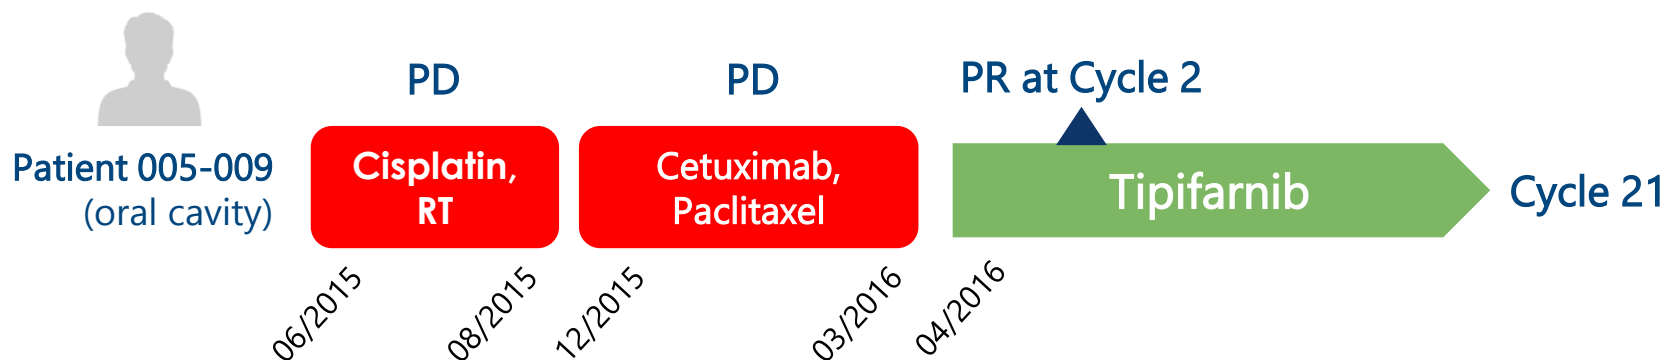 PD
PD
PR at Cycle 2
Patient 005-009
(oral cavity)
Cisplatin,
RT
Cetuximab,
Paclitaxel
Tipifarnib
Cycle 21
06/2015
08/2015
12/2015
03/2016
04/2016